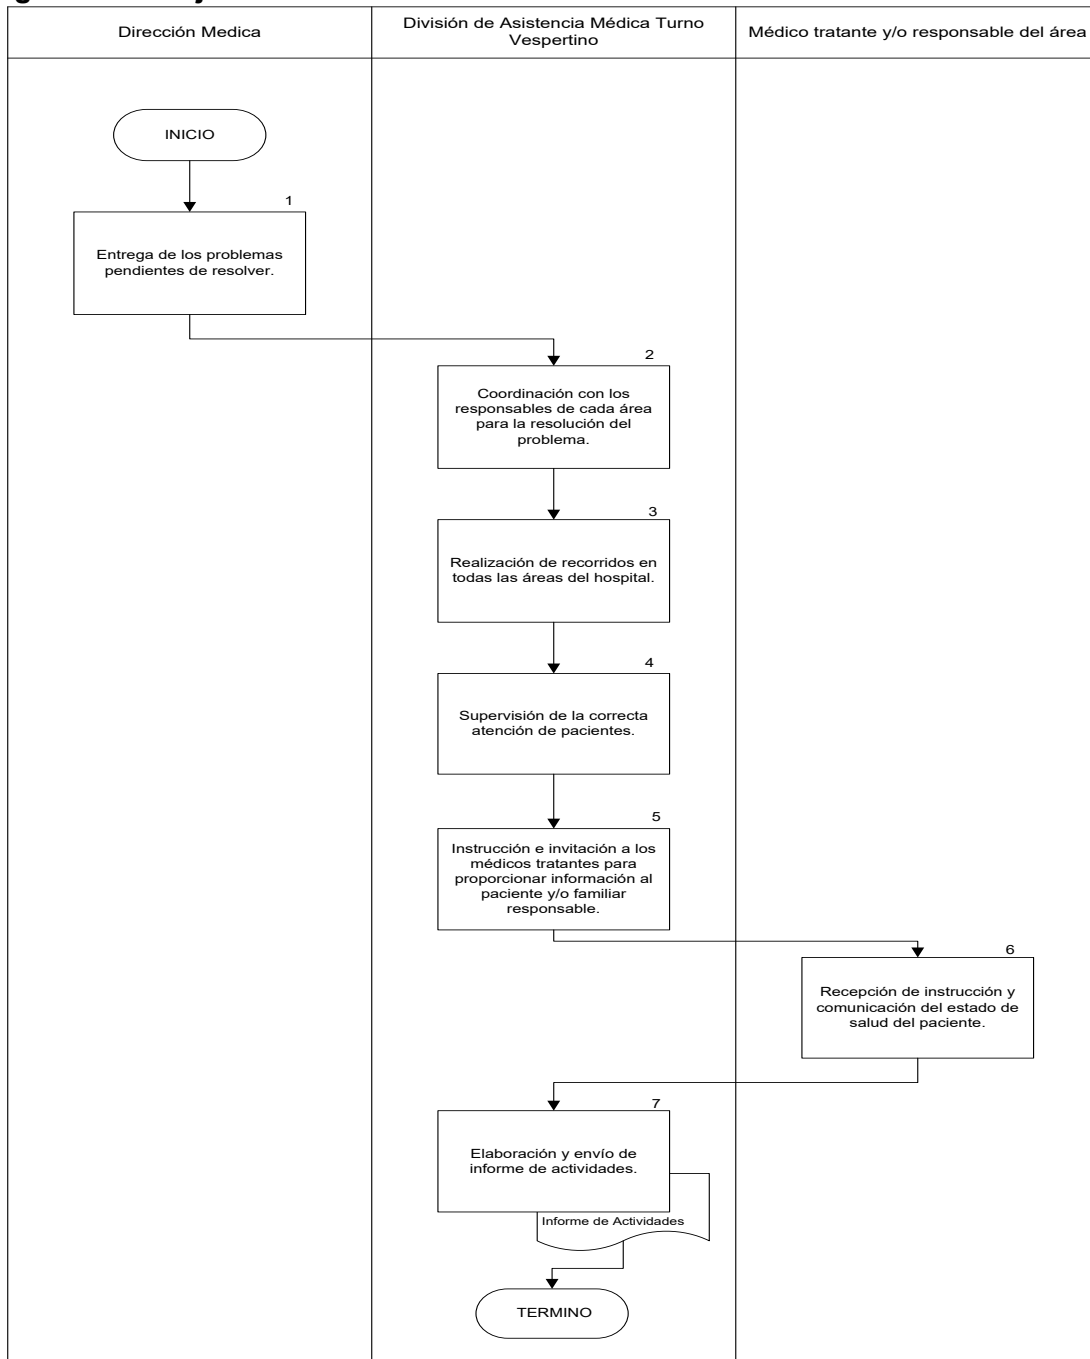 Dirección Medica
División de Asistencia Médica Turno
Vespertino
Médico tratante y/o responsable del área
INICIO
1
Entrega de los problemas
pendientes de resolver.
2
Coordinación con los
responsables de cada área
para la resolución del
problema.
3
Realización de recorridos en
todas las áreas del hospital.
4
Supervisión de la correcta
atención de pacientes.
5
Instrucción e invitación a los
médicos tratantes para
proporcionar información al
paciente y/o familiar
responsable.
6
Recepción de instrucción y
comunicación del estado de
salud del paciente.
7
Elaboración y envío de
informe de actividades.
Informe de Actividades
TERMINO